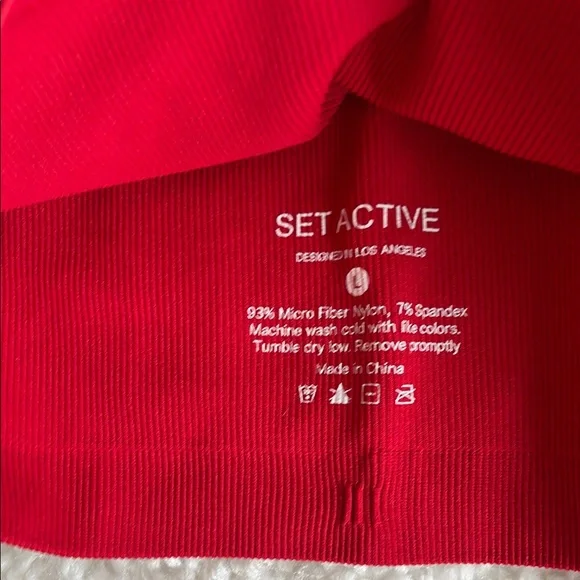 SET ACTIVE
DESIGNED IN LOS ANGELES
L
93% Micro Fiber Nylon, 7% Spandex
Machine wash cold with like colors.
Tumble dry low. Remove promptly
Made in China